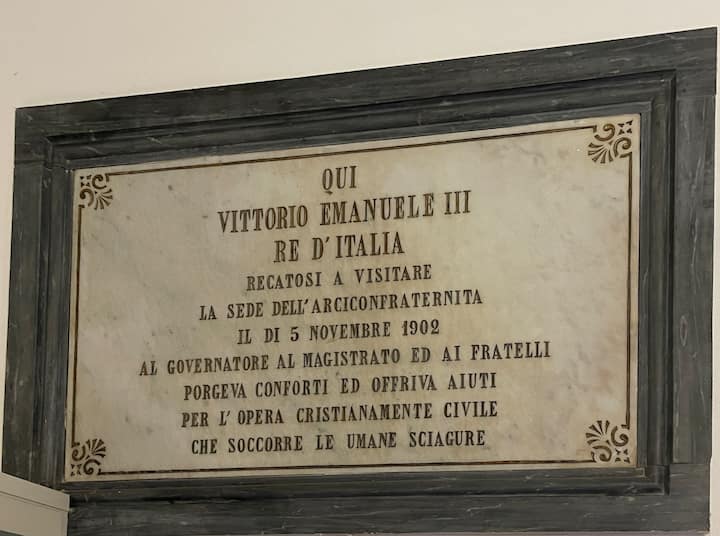 QUI
VITTORIO EMANUELE III
RE D'ITALIA
RECATOSI A VISITARE
LA SEDE DELL'ARCICONFRATERNITA
IL DI 5 NOVEMBRE 1902
AL GOVERNATORE AL MAGISTRATO ED AI FRATELLI
PORGEVA CONFORTI ED OFFRIVA AIUTI
PER L'OPERA CRISTIANAMENTE CIVILE
CHE SOCCORRE LE UMANE SCIAGURE